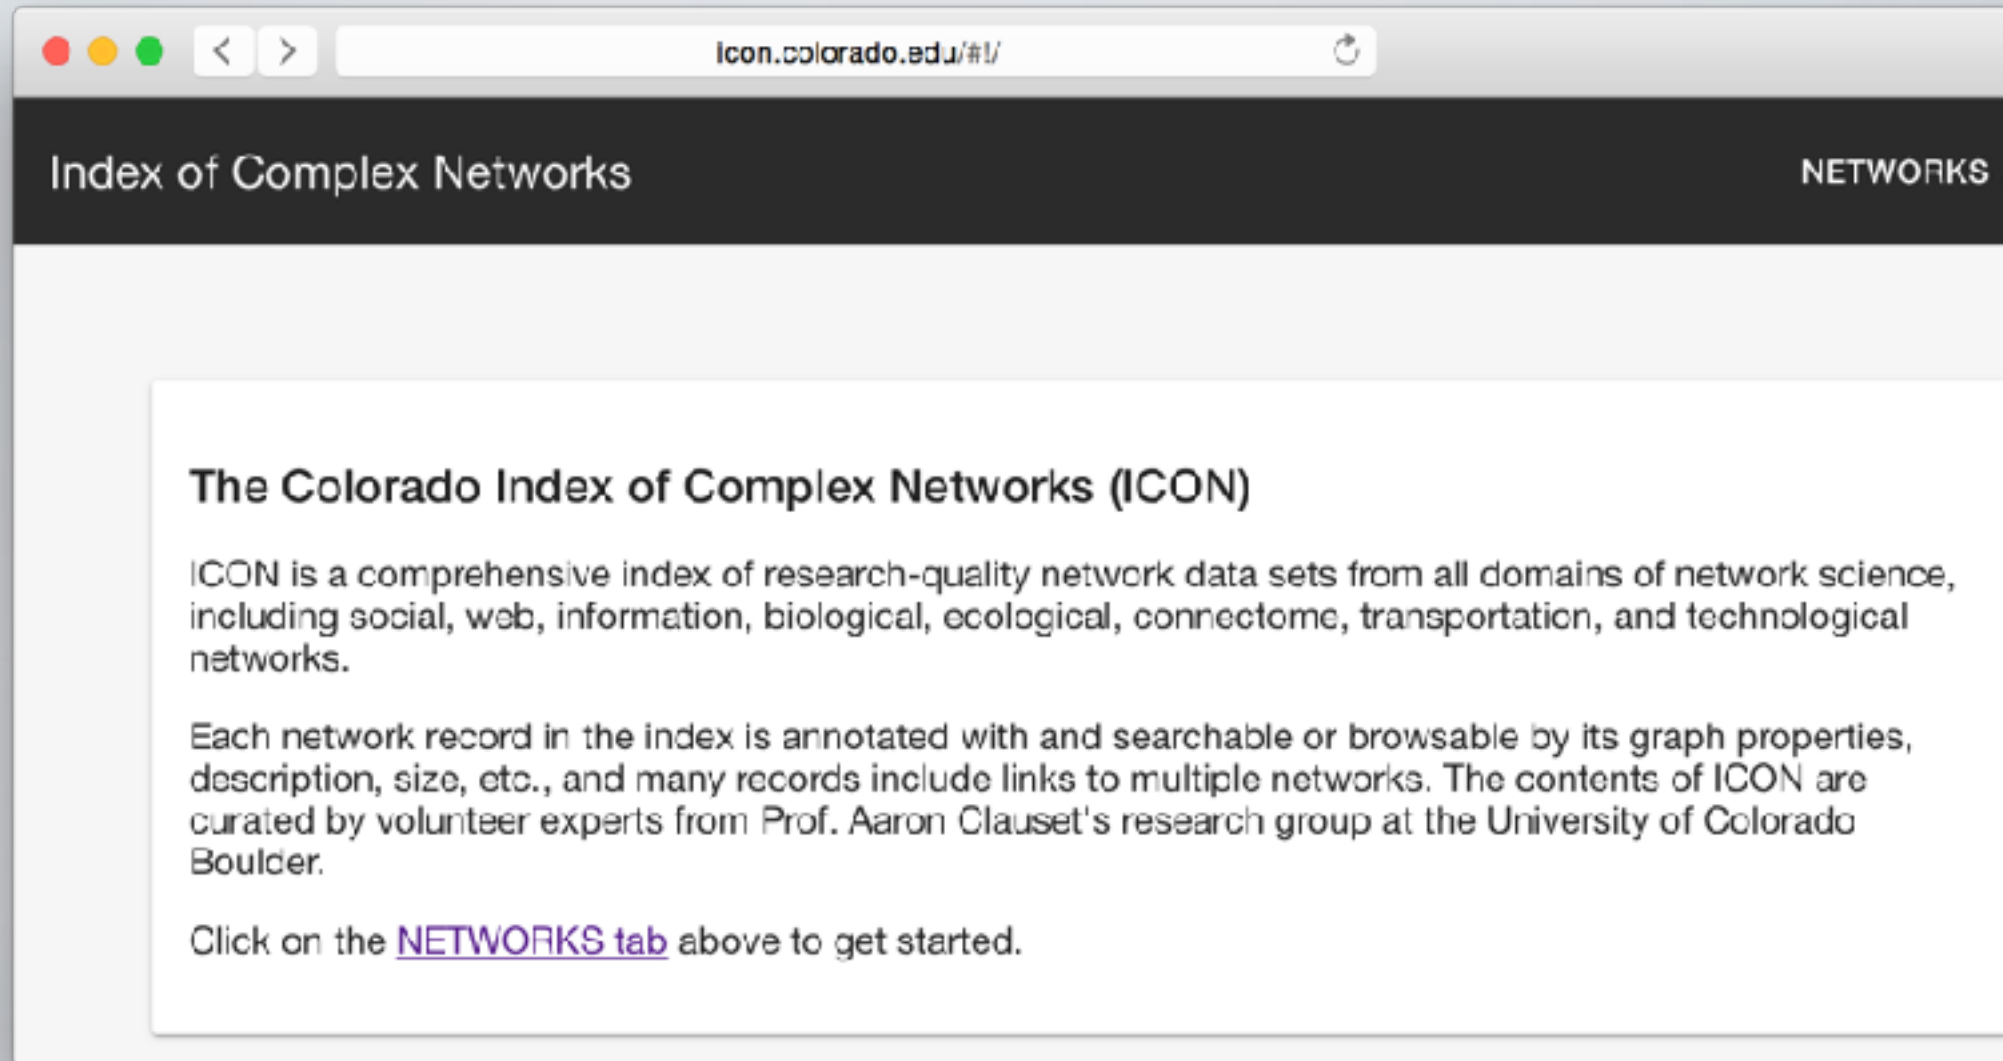 icon.colorado.edu/#!/
Index of Complex Networks
NETWORKS
The Colorado Index of Complex Networks (ICON)
ICON is a comprehensive index of research-quality network data sets from all domains of network science,
including social, web, information, biological, ecological, connectome, transportation, and technological
networks.
Each network record in the index is annotated with and searchable or browsable by its graph properties,
description, size, etc., and many records include links to multiple networks. The contents of ICON are
curated by volunteer experts from Prof. Aaron Clauset's research group at the University of Colorado
Boulder.
Click on the NETWORKS tab above to get started.